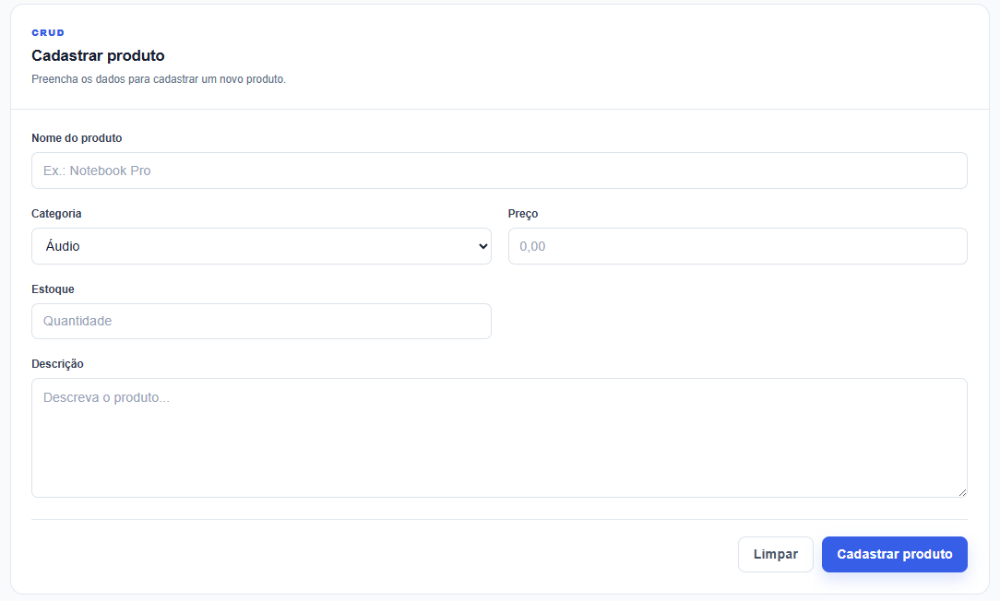 CRUD
Cadastrar produto
Preencha os dados para cadastrar um novo produto.
Nome do produto
Ex.: Notebook Pro
Categoria
Preço
Áudio
0,00
Estoque
Quantidade
Descrição
Descreva o produto...
Limpar
Cadastrar produto